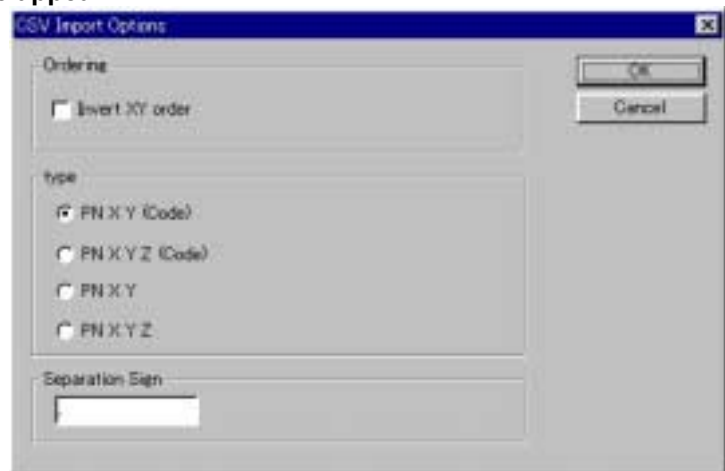 CSV Import Options
Ordering
OK
Invert XY order
Cancel
type
PN X Y (Code)
PN X Y Z (Code)
PN X Y
PN X Y Z
Separation Sign